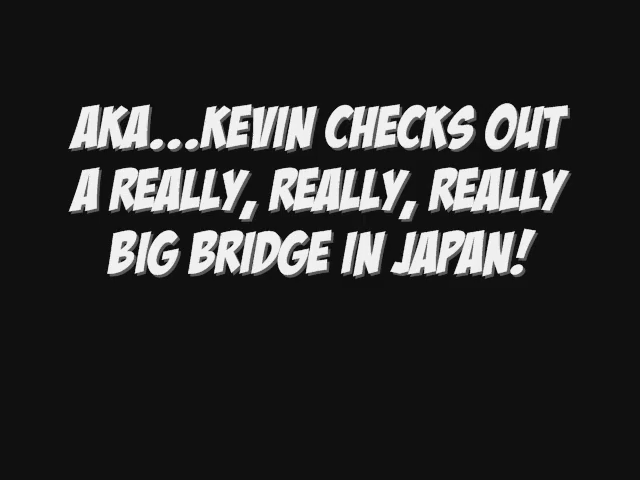 AKA...KEVIN CHECKS OUT
A REALLY, REALLY, REALLY
BIG BRIDGE IN JAPAN!